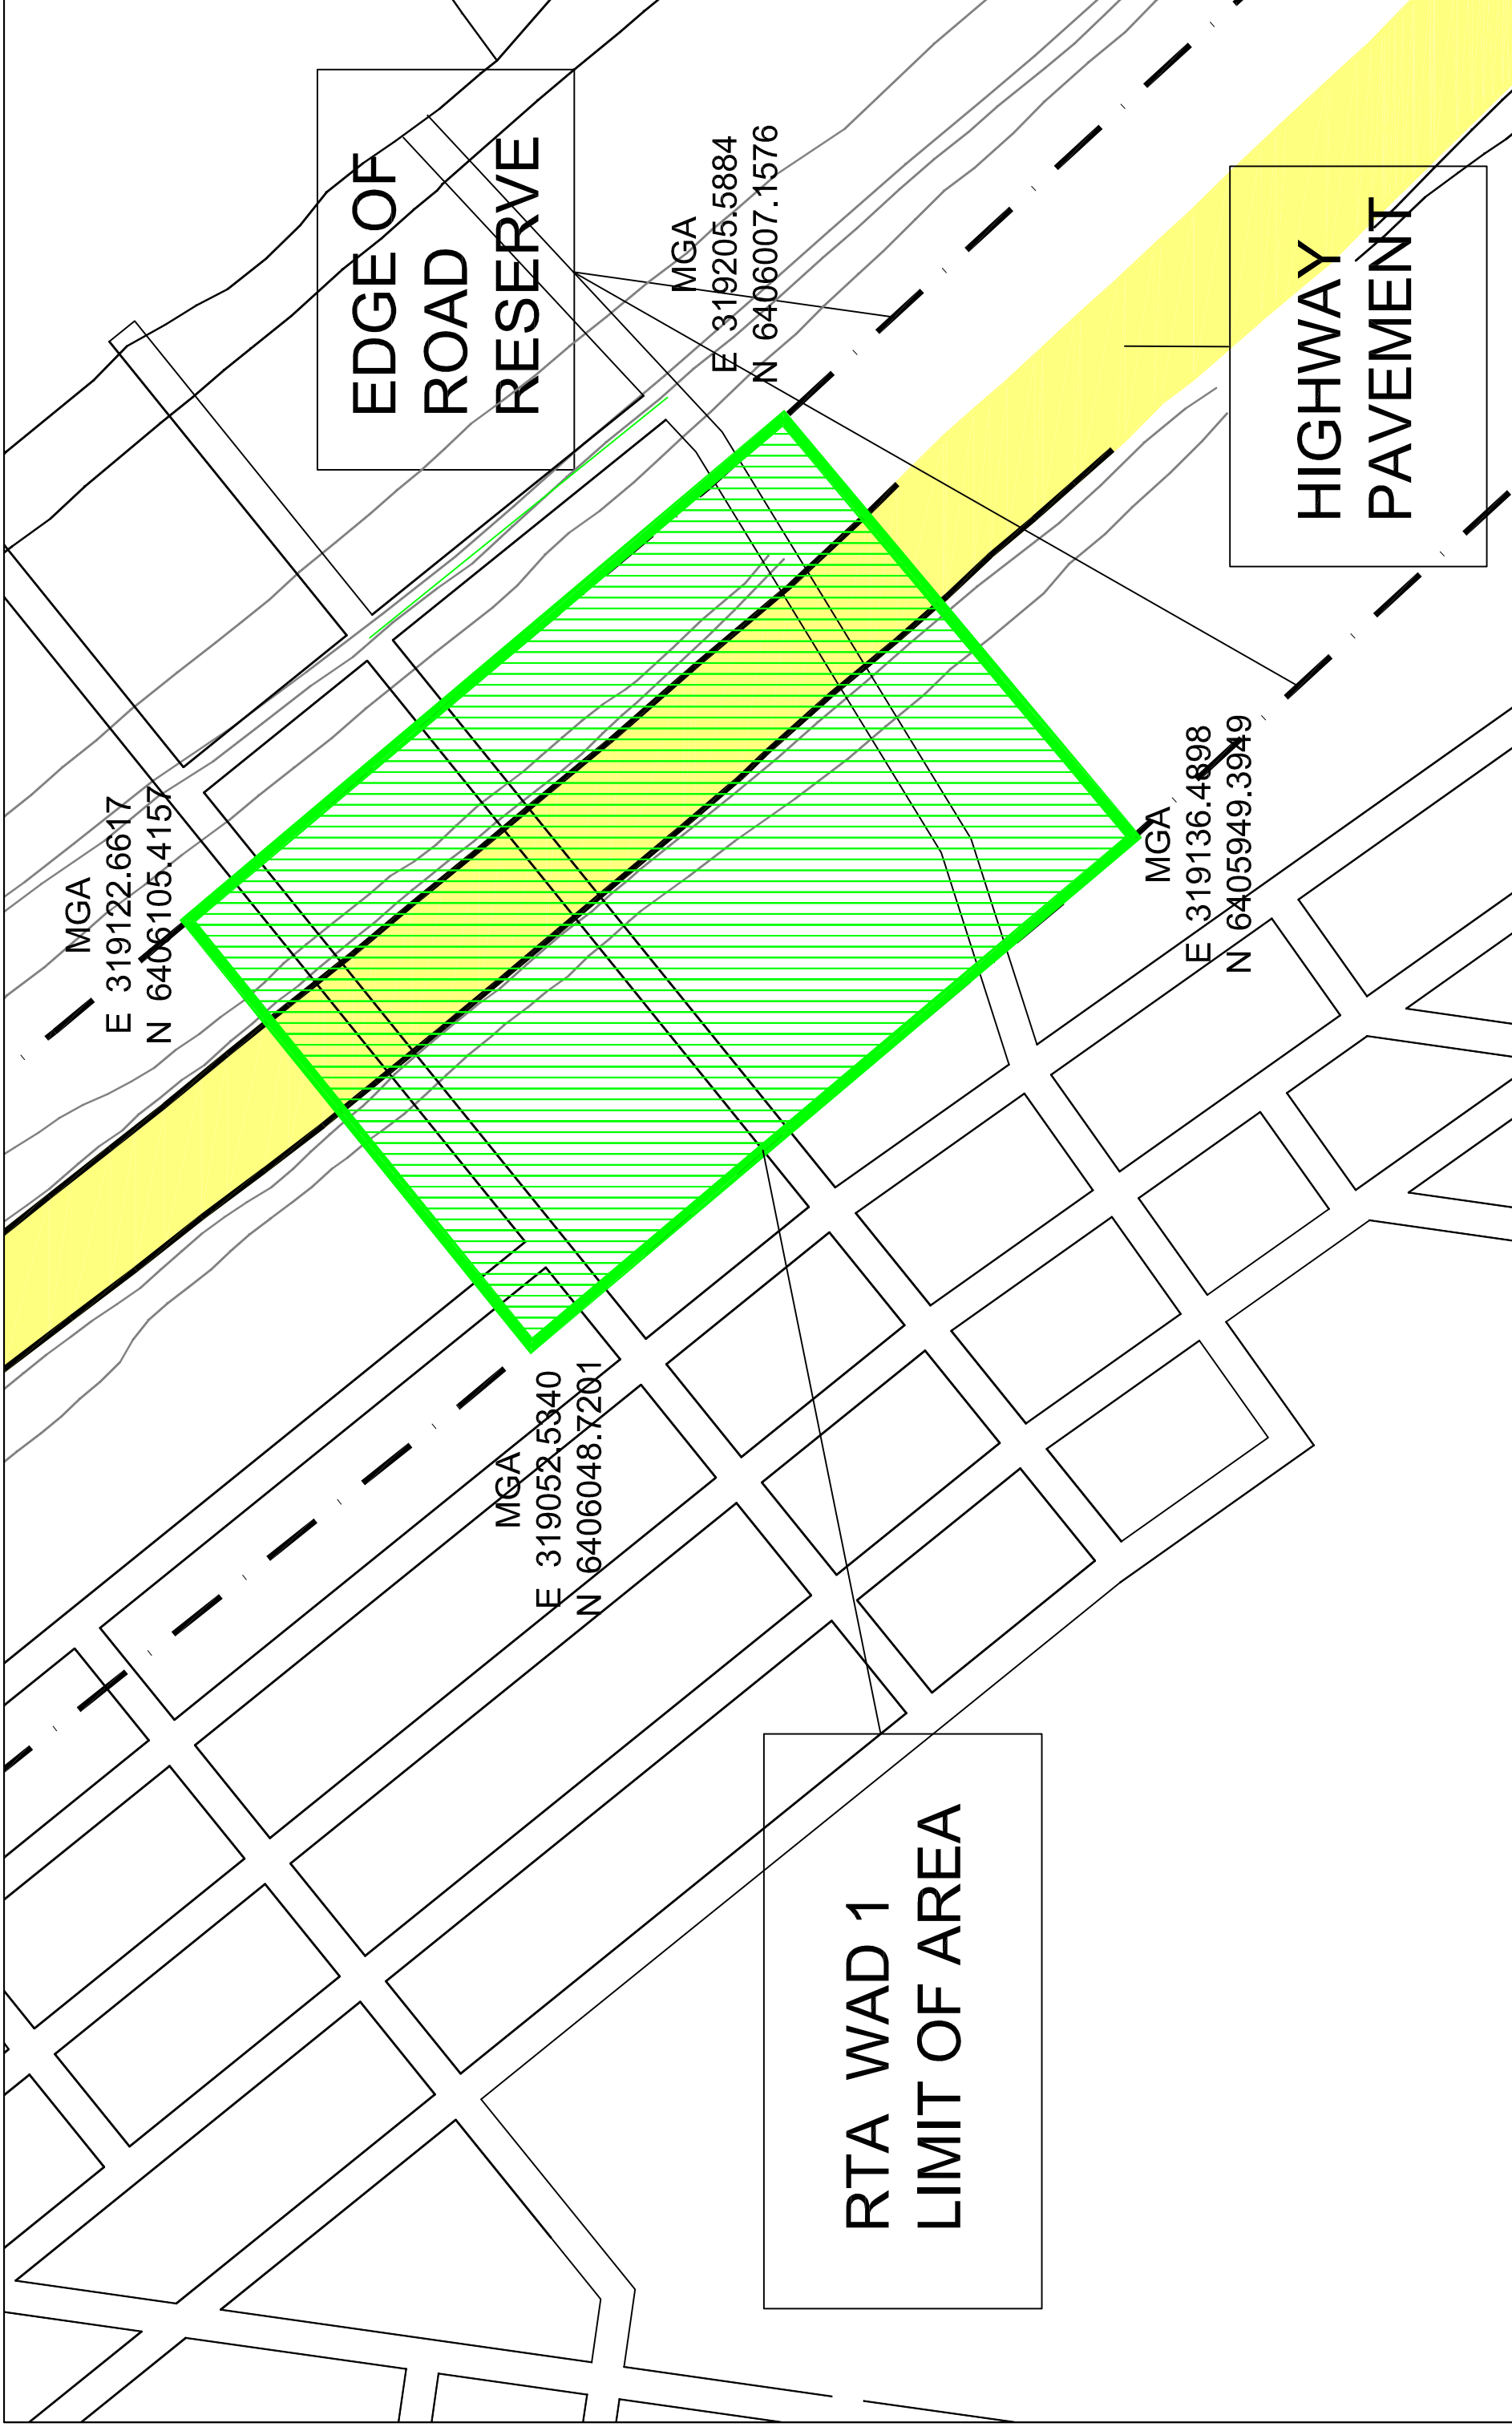 EDGE OF
ROAD
RESERVE
MGA
E 319205.5884
N 6406007.1576
HIGHWAY
PAVEMENT
MGA
E 319122.6617
N 6406105.4157
MGA
E 319136.4898
N 6405949.3949
MGA
E 319052.5340
N 6406048.7201
RTA WAD 1
LIMIT OF AREA